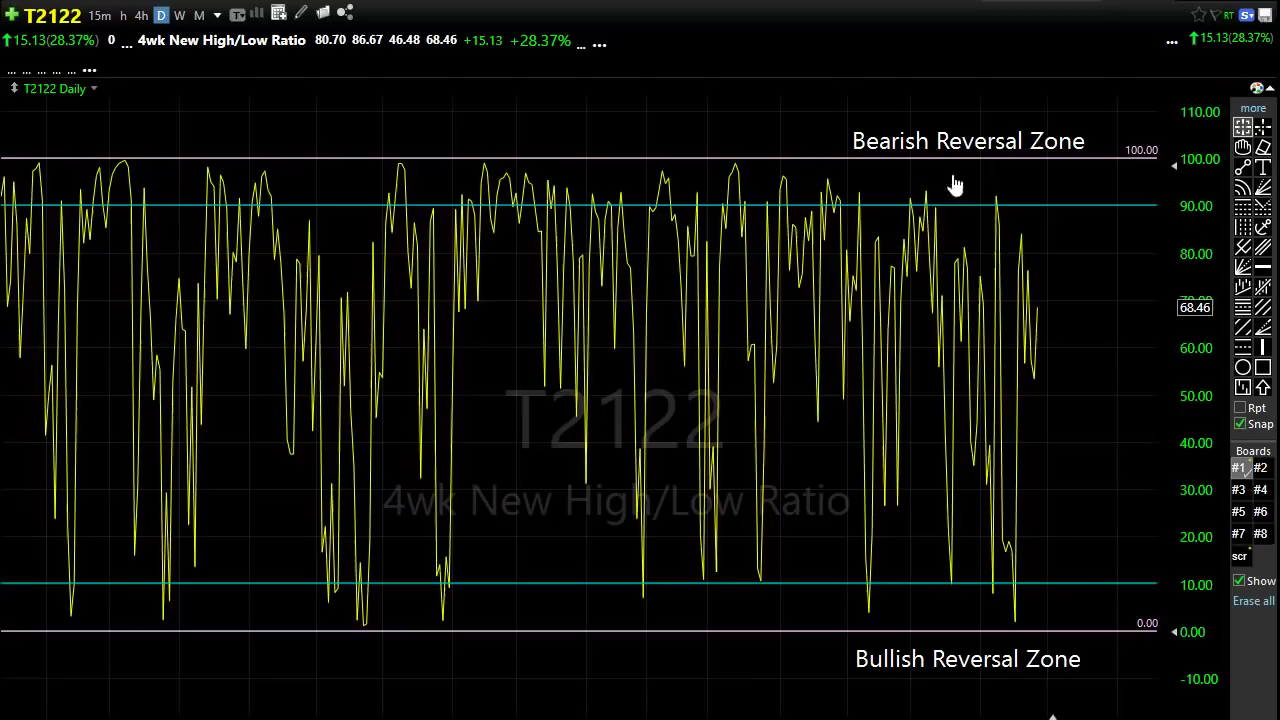 T2122 15m h 4h D W M
RT
15.13(28.37%) 0 ... 4wk New High/Low Ratio 80.70 86.67 46.48 68.46 +15.13 +28.37% ... ...
... 15.13(28.37%)
... ... ... ... ... ...
T2122 Daily
more
110.00
Bearish Reversal Zone
100.00
100.00
90.00
80.00
68.46
60.00
50.00
40.00
30.00
20.00
10.00
0.00
0.00
-10.00
T2122
4wk New High/Low Ratio
Bullish Reversal Zone
Rpt
Snap
Boards
#1 #2
#3 #4
#5 #6
#7 #8
scr
Show
Erase all